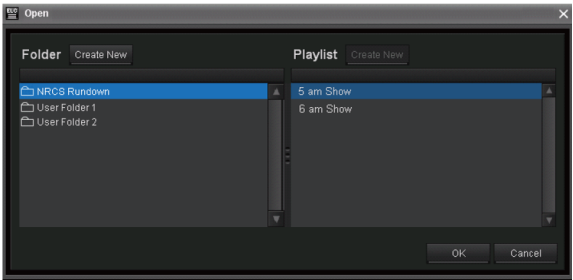 Open
Folder Create New
Playlist Create New
NRCS Rundown
User Folder 1
User Folder 2
5 am Show
6 am Show
OK Cancel